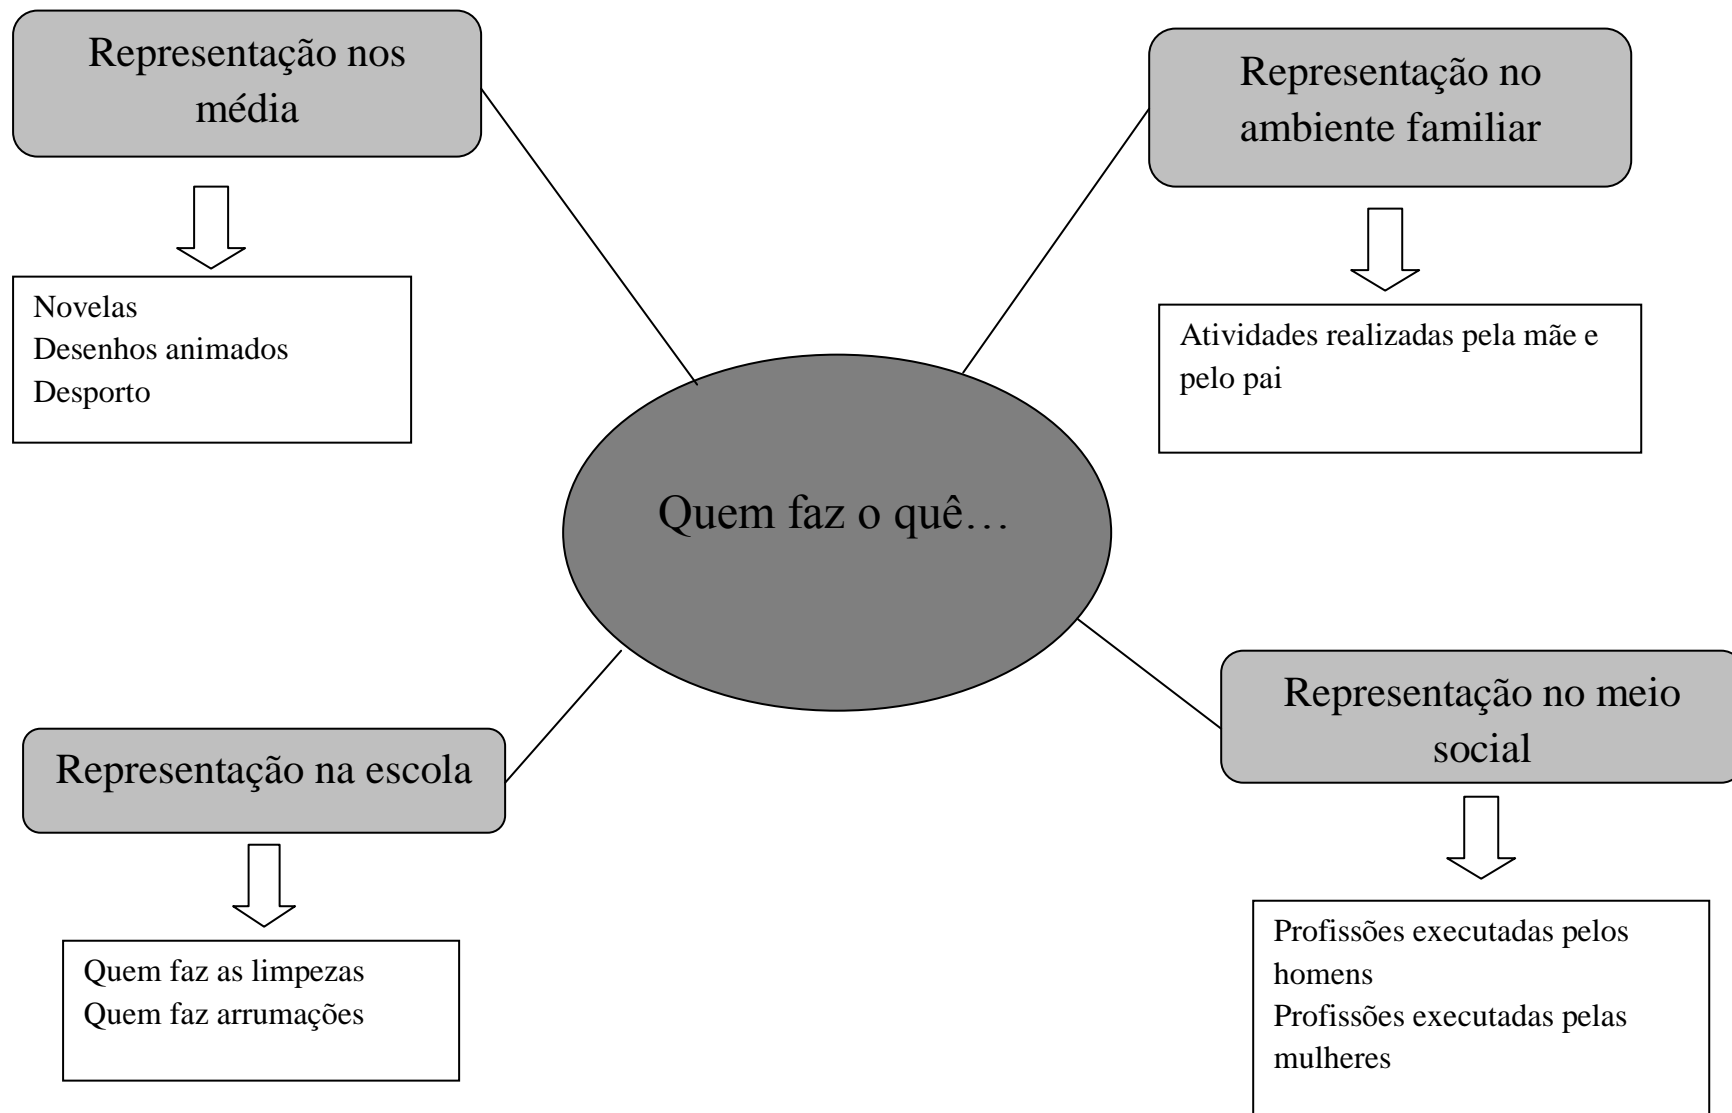 Representação nos
média
Novelas
Desenhos animados
Desporto
Representação no
ambiente familiar
Atividades realizadas pela mãe e
pelo pai
Quem faz o quê…
Representação na escola
Quem faz as limpezas
Quem faz arrumações
Representação no meio
social
Profissões executadas pelos
homens
Profissões executadas pelas
mulheres